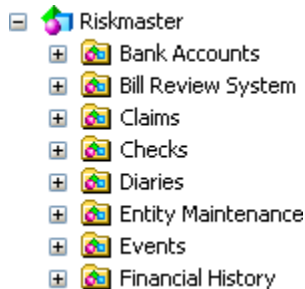 Riskmaster
Bank Accounts
Bill Review System
Claims
Checks
Diaries
Entity Maintenance
Events
Financial History